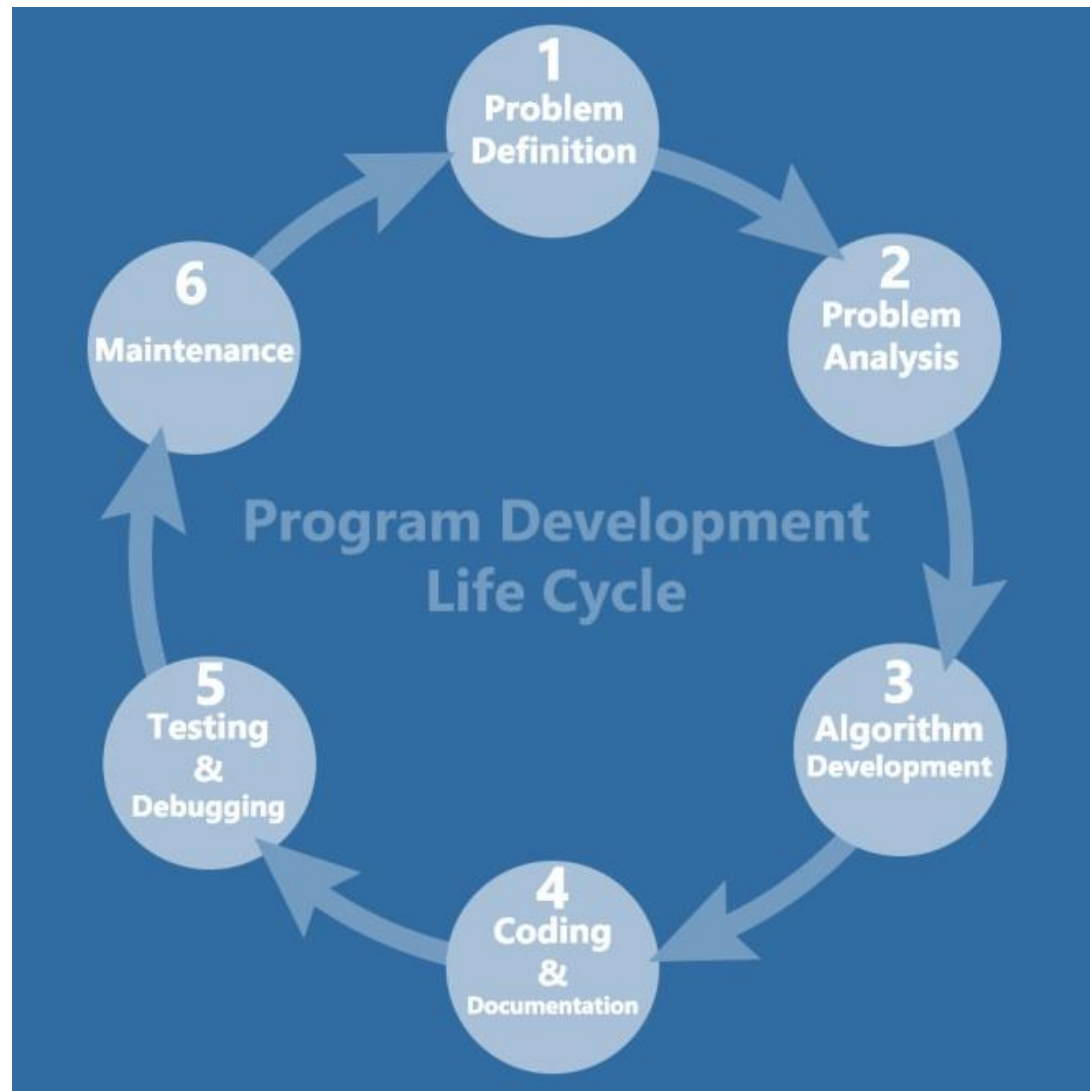 1
Problem
Definition
2
Problem
Analysis
3
Algorithm
Development
4
Coding
&
Documentation
5
Testing
&
Debugging
6
Maintenance
Program Development
Life Cycle